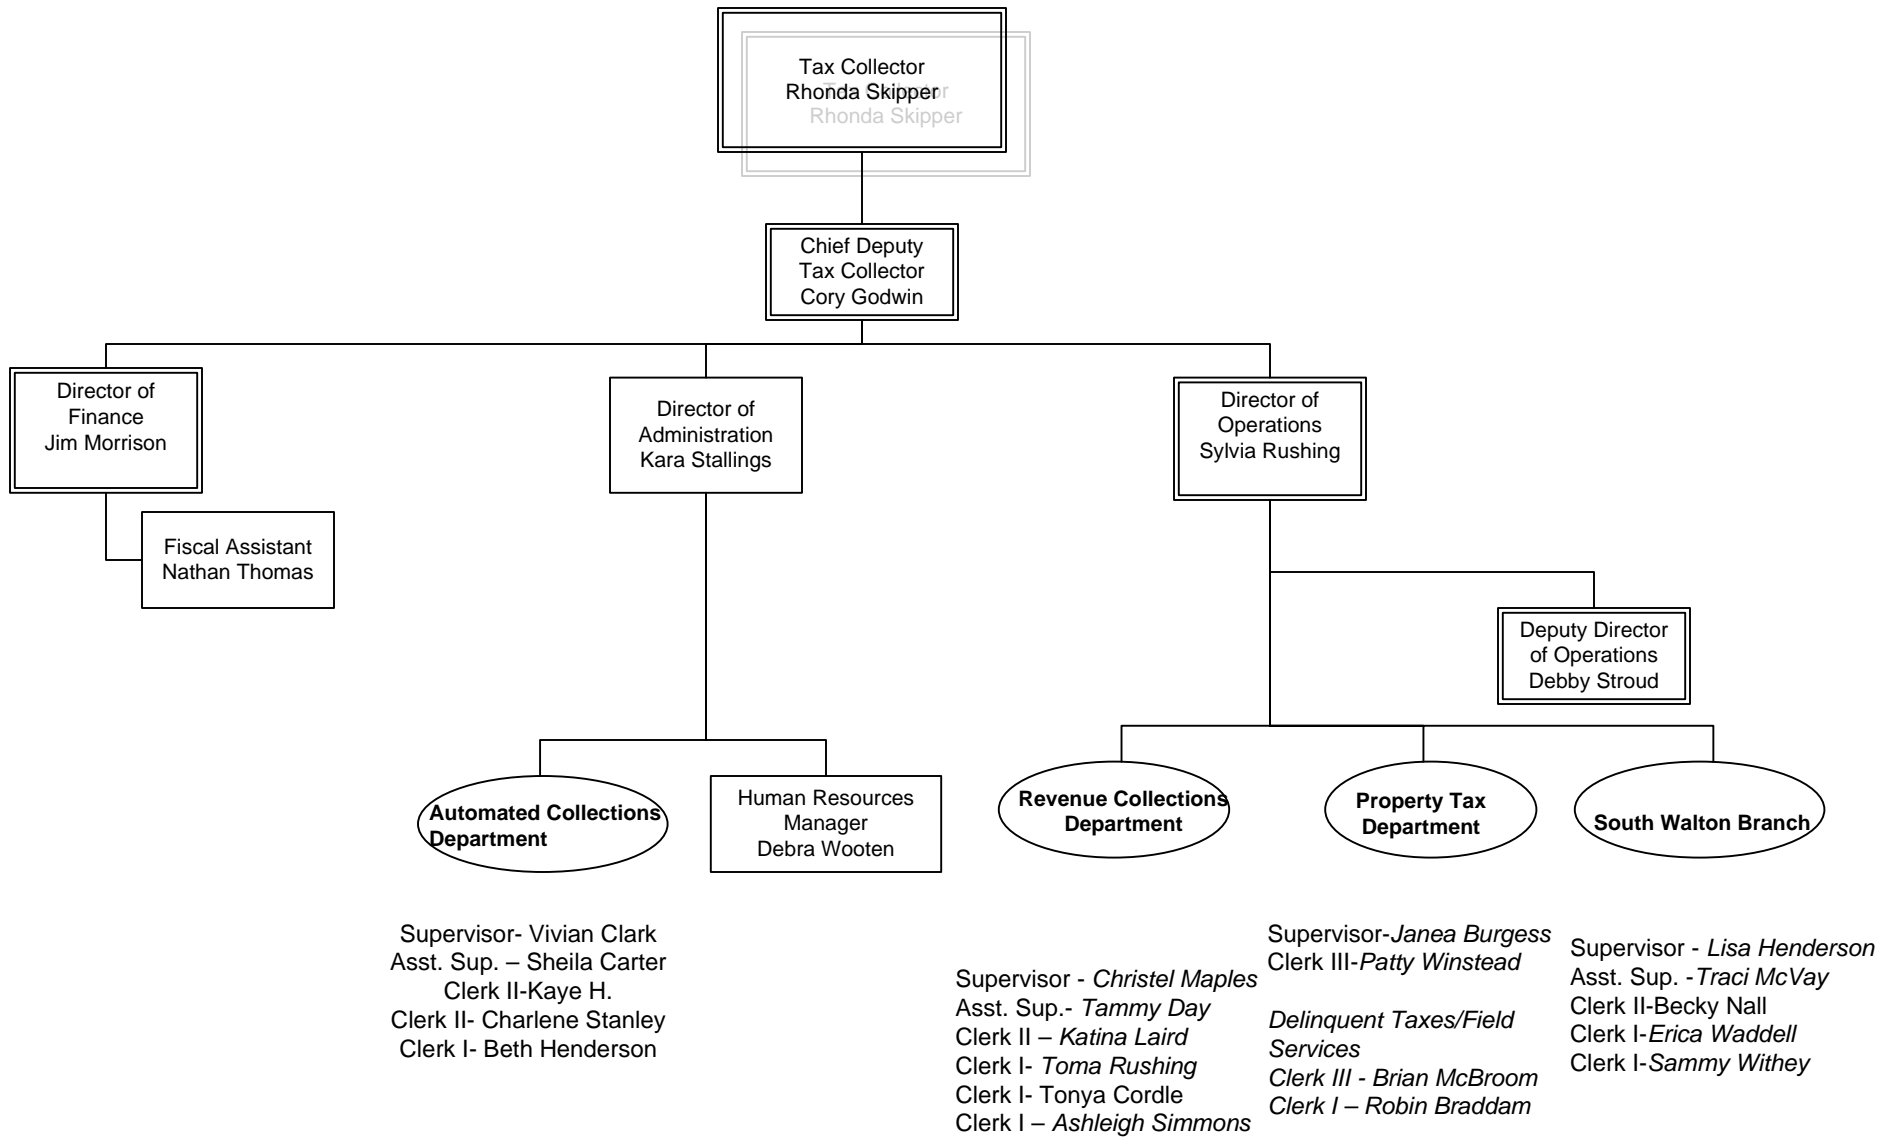 Tax Collector
Rhonda Skipper
Tax Collector
Rhonda Skipper
Chief Deputy
Tax Collector
Cory Godwin
Director of
Finance
Jim Morrison
Director of
Administration
Kara Stallings
Director of
Operations
Sylvia Rushing
Fiscal Assistant
Nathan Thomas
Deputy Director
of Operations
Debby Stroud
Automated Collections
Department
Human Resources
Manager
Debra Wooten
Revenue Collections
Department
Property Tax
Department
South Walton Branch
Supervisor- Vivian Clark
Asst. Sup. – Sheila Carter
Clerk II-Kaye H.
Clerk II- Charlene Stanley
Clerk I- Beth Henderson
Supervisor - Christel Maples
Asst. Sup.- Tammy Day
Clerk II – Katina Laird
Clerk I- Toma Rushing
Clerk I- Tonya Cordle
Clerk I – Ashleigh Simmons
Supervisor-Janea Burgess
Clerk III-Patty Winstead
Delinquent Taxes/Field
Services
Clerk III - Brian McBroom
Clerk I – Robin Braddam
Supervisor - Lisa Henderson
Asst. Sup. -Traci McVay
Clerk II-Becky Nall
Clerk I-Erica Waddell
Clerk I-Sammy Withey